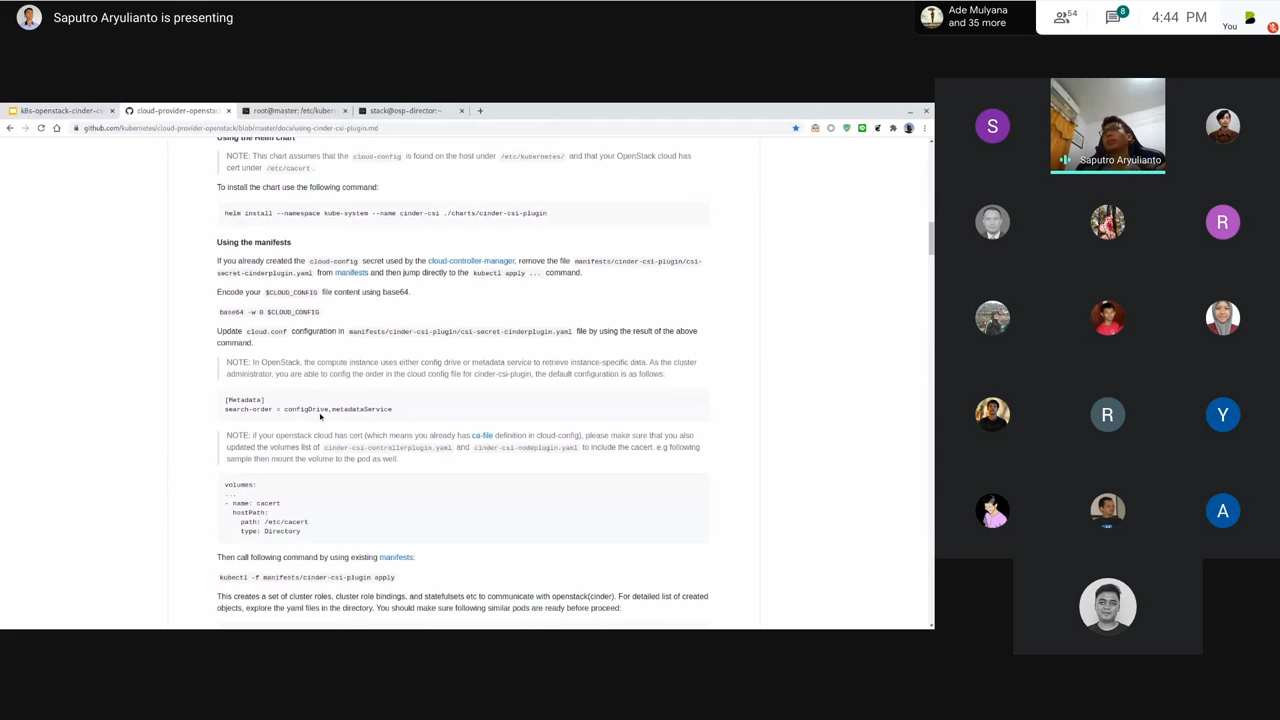 Saputro Aryulianto is presenting
Ade Mulyana
and 35 more
54
8
4:44 PM
You
k8s-openstack-cinder-csi
cloud-provider-openstack
root@master: /etc/kuber
stack@osp-director:~
github.com/kubernetes/cloud-provider-openstack/blob/master/docs/using-cinder-csi-plugin.md
Using the Helm chart
NOTE: This chart assumes that the cloud-config is found on the host under /etc/kubernetes/ and that your OpenStack cloud has
cert under /etc/cacert .
To install the chart use the following command:
helm install --namespace kube-system --name cinder-csi ./charts/cinder-csi-plugin
Using the manifests
If you already created the cloud-config secret used by the cloud-controller-manager, remove the file manifests/cinder-csi-plugin/csi-
secret-cinderplugin.yaml from manifests and then jump directly to the kubectl apply ... command.
Encode your $CLOUD_CONFIG file content using base64.
base64 -w 0 $CLOUD_CONFIG
Update cloud.conf configuration in manifests/cinder-csi-plugin/csi-secret-cinderplugin.yaml file by using the result of the above
command.
NOTE: In OpenStack, the compute instance uses either config drive or metadata service to retrieve instance-specific data. As the cluster
administrator, you are able to config the order in the cloud config file for cinder-csi-plugin, the default configuration is as follows:
[Metadata]
search-order = configDrive,metadataService
NOTE: if your openstack cloud has cert (which means you already has ca-file definition in cloud-config), please make sure that you also
updated the volumes list of cinder-csi-controllerplugin.yaml and cinder-csi-nodeplugin.yaml to include the cacert. e.g following
sample then mount the volume to the pod as well.
volumes:
...
- name: cacert
hostPath:
path: /etc/cacert
type: Directory
Then call following command by using existing manifests:
kubectl -f manifests/cinder-csi-plugin apply
This creates a set of cluster roles, cluster role bindings, and statefulsets etc to communicate with openstack(cinder). For detailed list of created
objects, explore the yaml files in the directory. You should make sure following similar pods are ready before proceed:
S
Saputro Aryulianto
R
R
Y
A